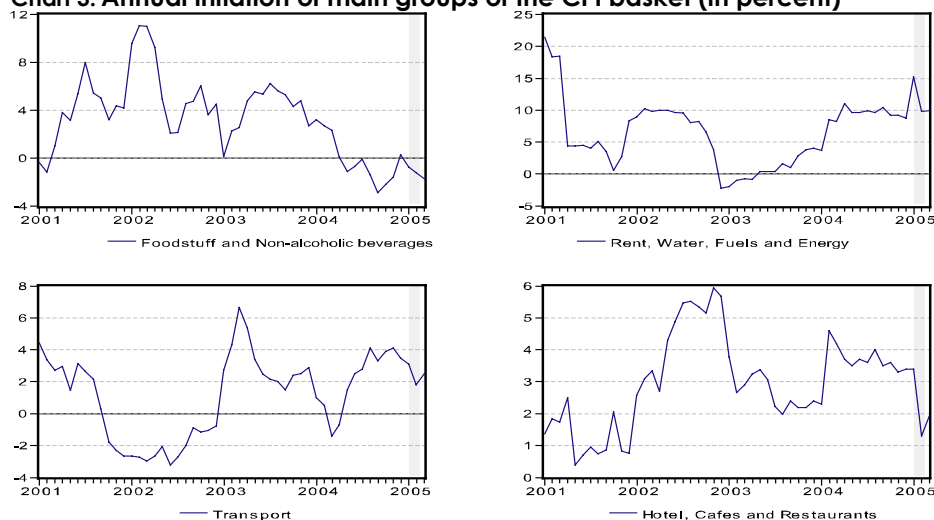 Chart 3. Annual inflation of main groups of the CPI basket (in percent)
12
8
4
0
-4
2001 2002 2003 2004 2005
Foodstuff and Non-alcoholic beverages
25
20
15
10
5
0
-5
2001 2002 2003 2004 2005
Rent, Water, Fuels and Energy
8
6
4
2
0
-2
-4
2001 2002 2003 2004 2005
Transport
6
5
4
3
2
1
0
2001 2002 2003 2004 2005
Hotel, Cafes and Restaurants